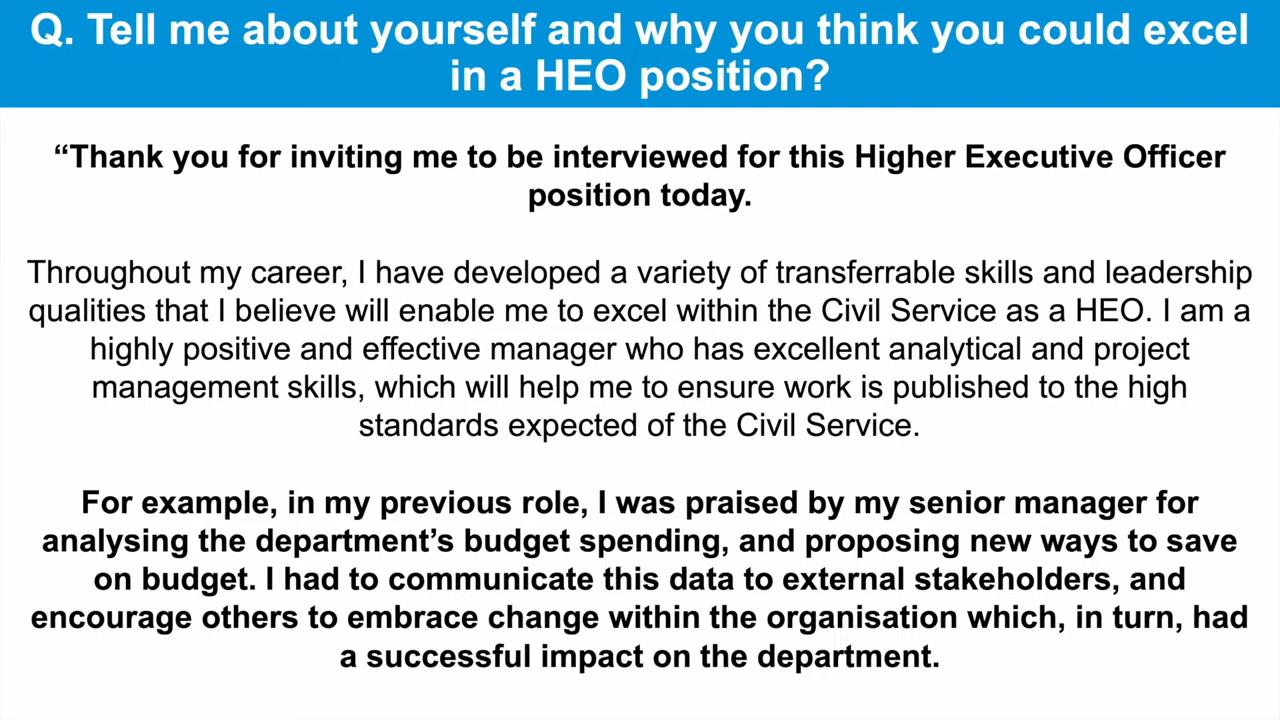 Q. Tell me about yourself and why you think you could excel
in a HEO position?
“Thank you for inviting me to be interviewed for this Higher Executive Officer
position today.
Throughout my career, I have developed a variety of transferrable skills and leadership
qualities that I believe will enable me to excel within the Civil Service as a HEO. I am a
highly positive and effective manager who has excellent analytical and project
management skills, which will help me to ensure work is published to the high
standards expected of the Civil Service.
For example, in my previous role, I was praised by my senior manager for
analysing the department’s budget spending, and proposing new ways to save
on budget. I had to communicate this data to external stakeholders, and
encourage others to embrace change within the organisation which, in turn, had
a successful impact on the department.